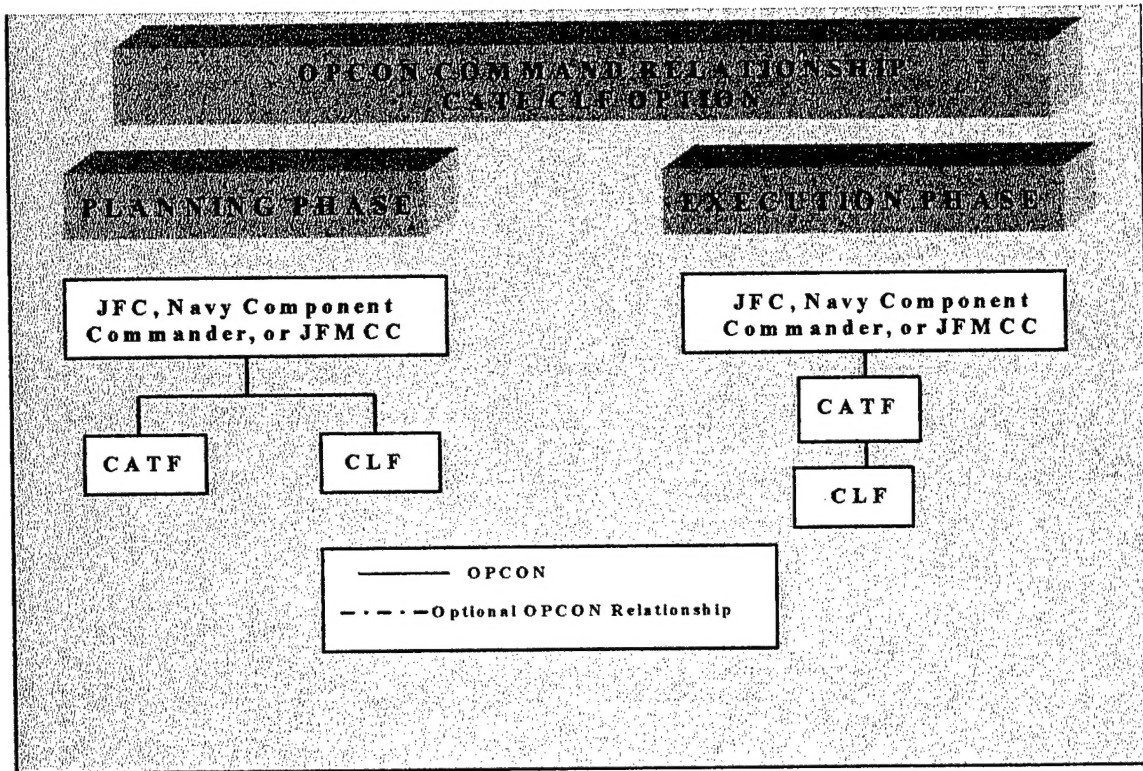 OPCON COMMAND RELATIONSHIP
CATF/CLF OPTION
PLANNING PHASE
EXECUTION PHASE
JFC, Navy Component
Commander, or JFMCC
JFC, Navy Component
Commander, or JFMCC
CATF
CATF
CLF
CLF
OPCON
Optional OPCON Relationship